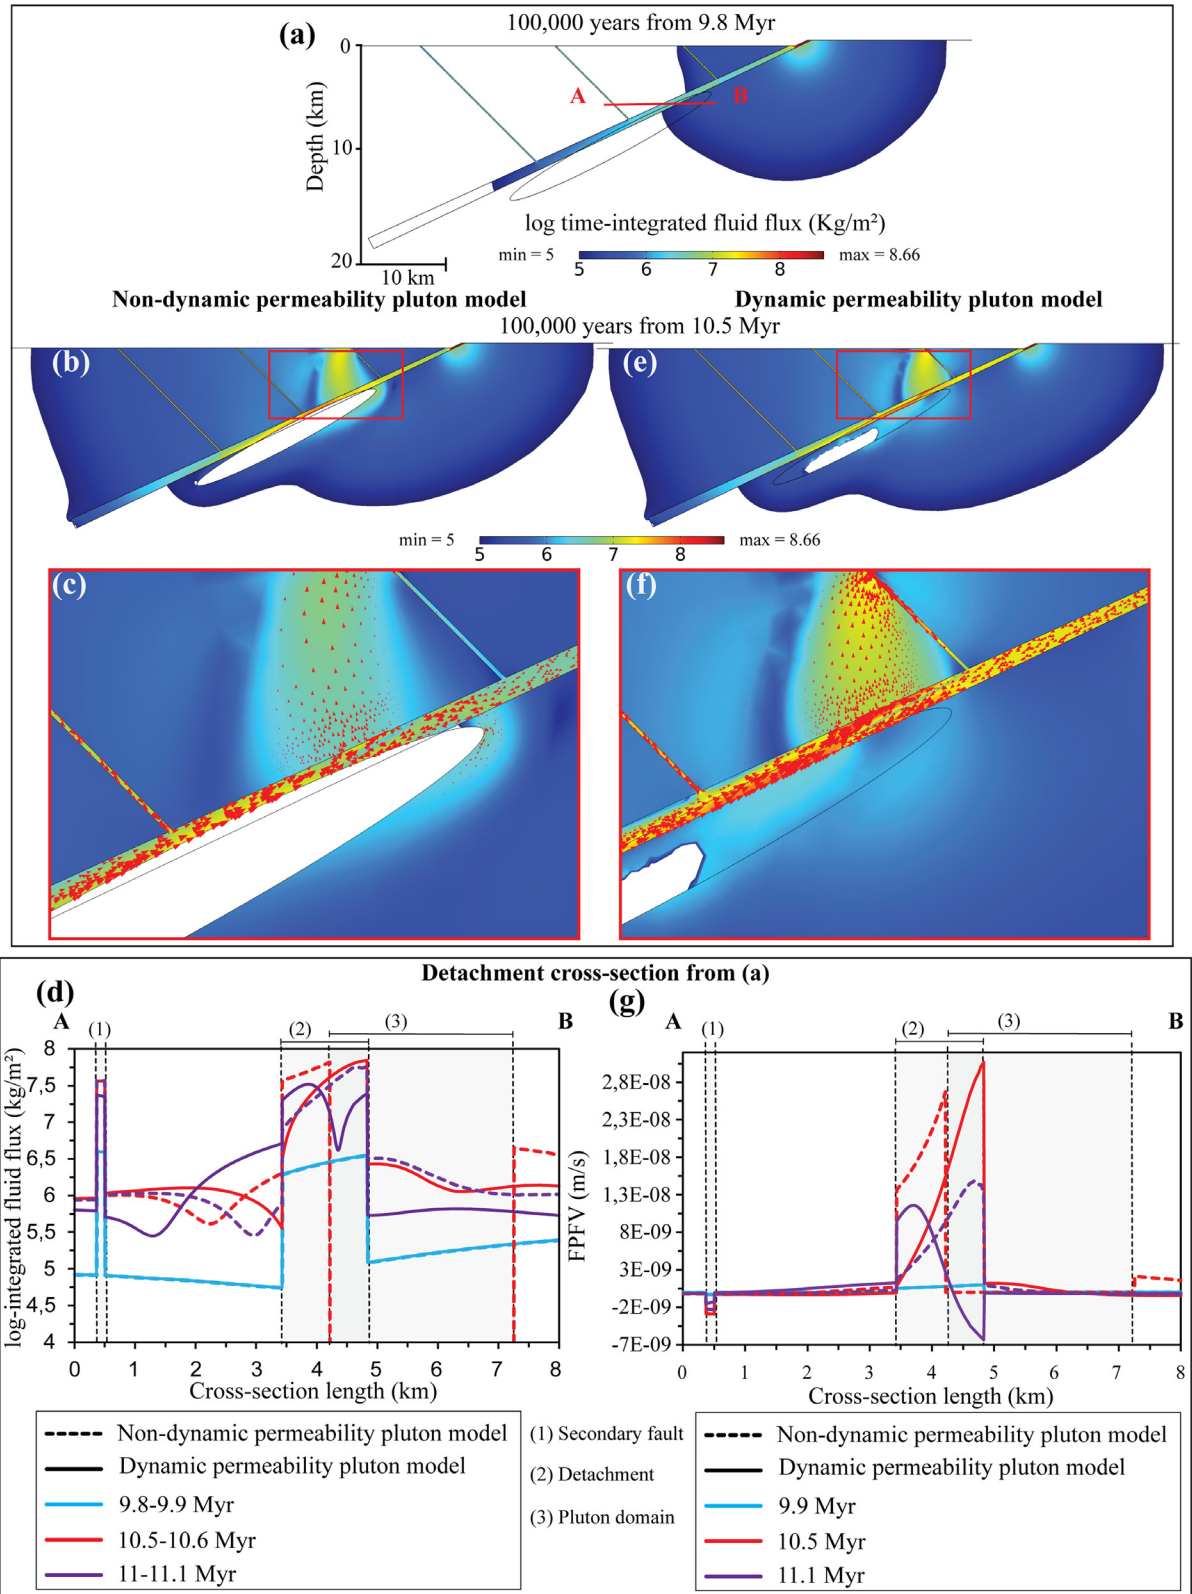 (a)
100,000 years from 9.8 Myr
0
10
20
Depth (km)
A
B
10 km
log time-integrated fluid flux (Kg/m²)
min = 5
5 6 7 8
max = 8.66
Non-dynamic permeability pluton model
Dynamic permeability pluton model
100,000 years from 10.5 Myr
(b)
(e)
min = 5
5 6 7 8
max = 8.66
(c)
(f)
Detachment cross-section from (a)
(d)
A
(1)
(2)
(3)
B
log-integrated fluid flux (kg/m²)
8
7,5
7
6,5
6
5,5
5
4,5
4
0 1 2 3 4 5 6 7 8
Cross-section length (km)
(g)
A
(1)
(2)
(3)
B
FPFV (m/s)
2,8E-08
2,3E-08
1,8E-08
1,3E-08
8E-09
3E-09
-2E-09
-7E-09
0 1 2 3 4 5 6 7 8
Cross-section length (km)
Non-dynamic permeability pluton model
Dynamic permeability pluton model
9.8-9.9 Myr
10.5-10.6 Myr
11-11.1 Myr
(1) Secondary fault
(2) Detachment
(3) Pluton domain
Non-dynamic permeability pluton model
Dynamic permeability pluton model
9.9 Myr
10.5 Myr
11.1 Myr